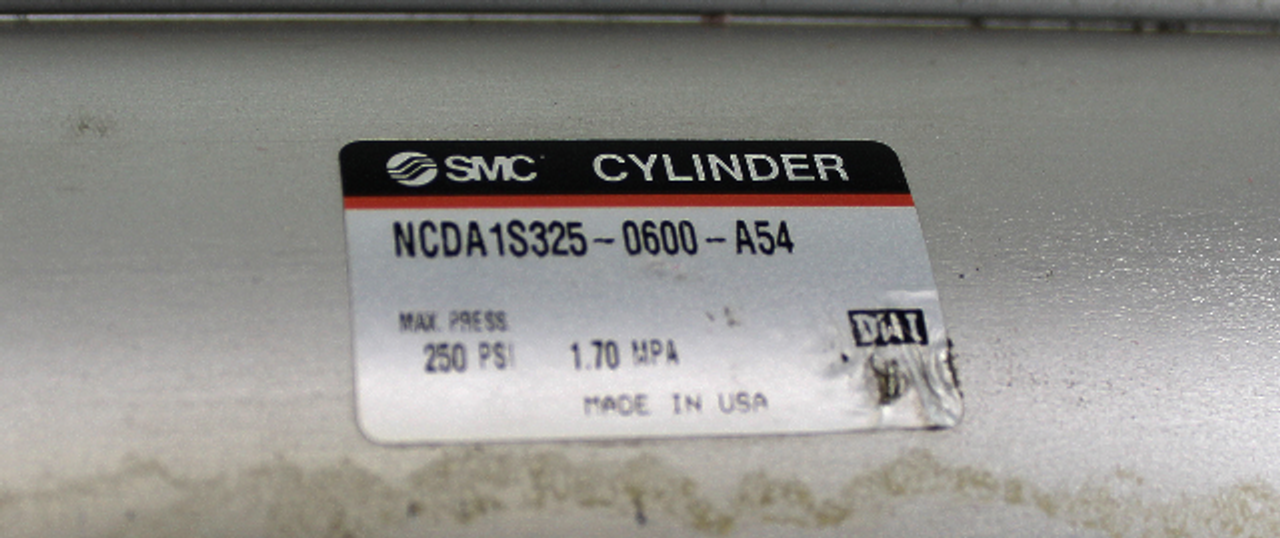 SMC CYLINDER
NCDA1S325-0600-A54
MAX. PRESS.
250 PSI 1.70 MPA
DWI
MADE IN USA